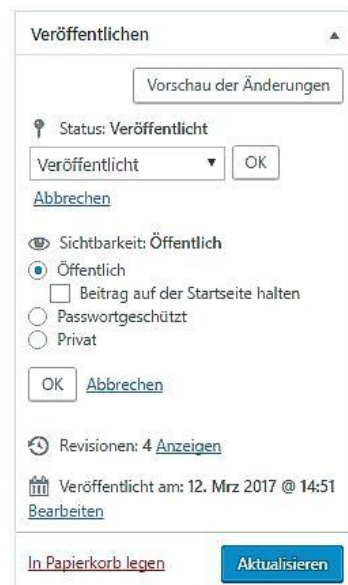 Veröffentlichen
Vorschau der Änderungen
Status: Veröffentlicht
Veröffentlicht OK
Abbrechen
Sichtbarkeit: Öffentlich
Öffentlich
Beitrag auf der Startseite halten
Passwortgeschützt
Privat
OK Abbrechen
Revisionen: 4 Anzeigen
Veröffentlicht am: 12. Mrz 2017 @ 14:51
Bearbeiten
In Papierkorb legen Aktualisieren